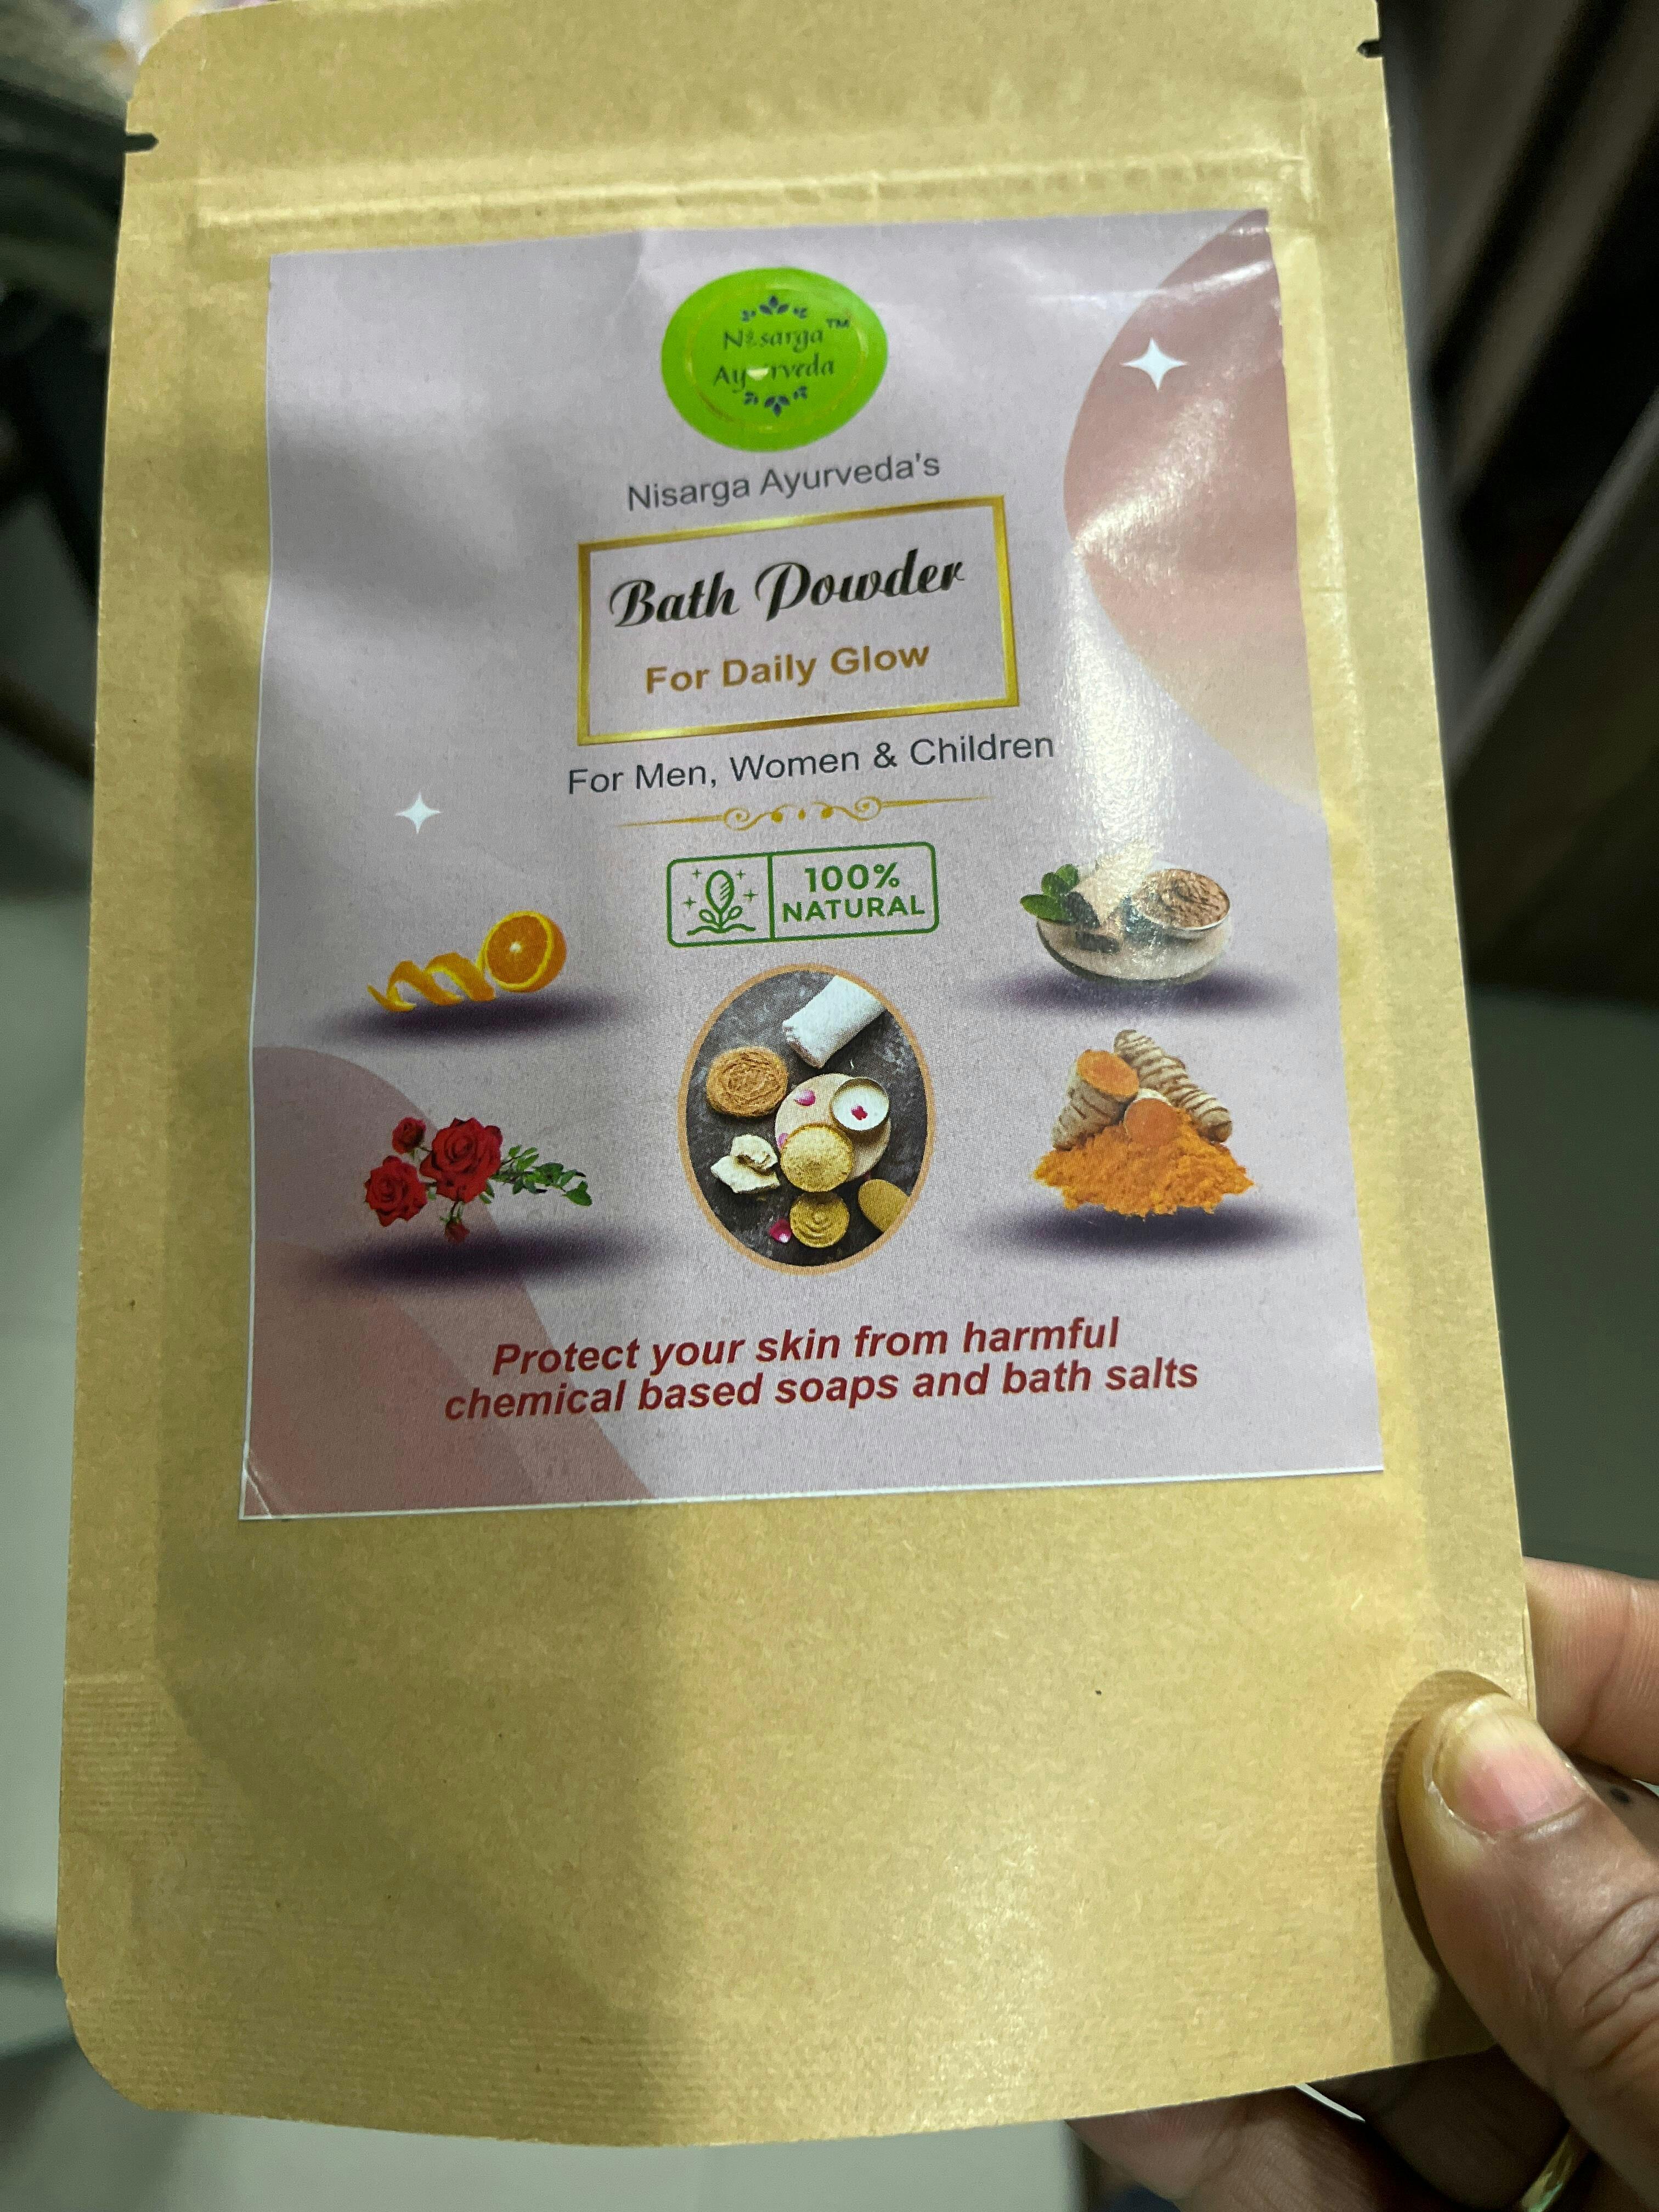 Nisarga™
Ayurveda
Nisarga Ayurveda's
Bath Powder
For Daily Glow
For Men, Women & Children
100%
NATURAL
Protect your skin from harmful
chemical based soaps and bath salts